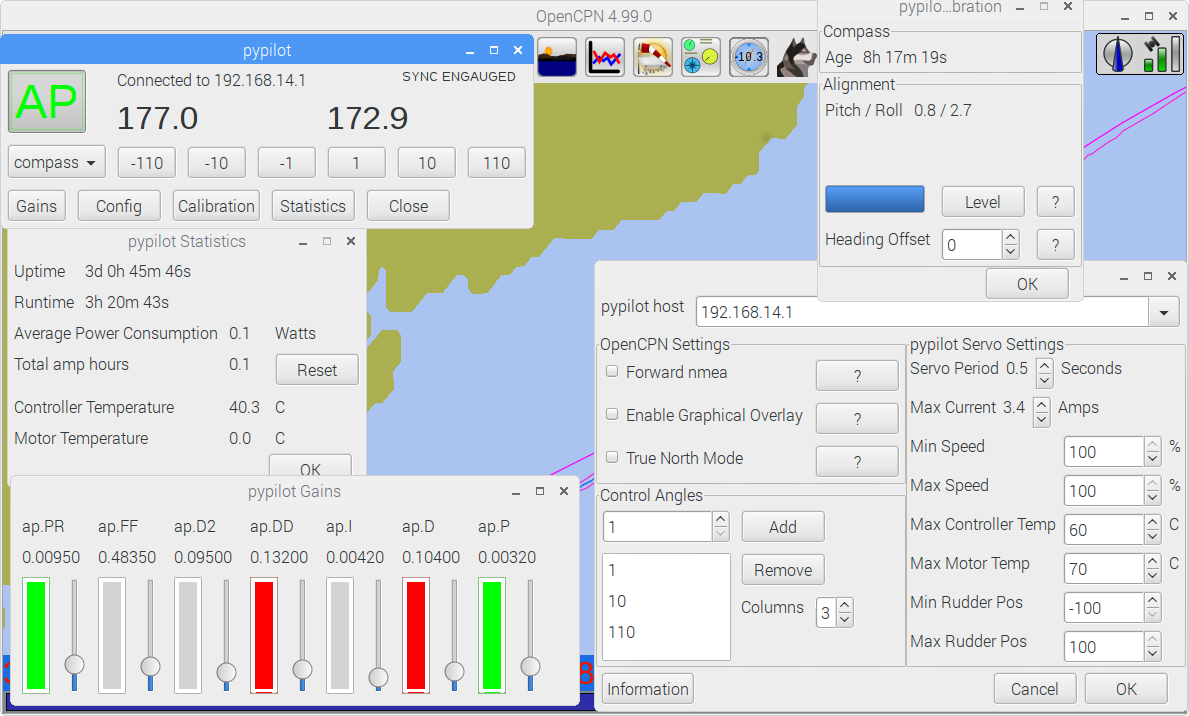 OpenCPN 4.99.0
pypilot
AP
Connected to 192.168.14.1
SYNC ENGAUGED
177.0
172.9
compass
-110
-10
-1
1
10
110
Gains
Config
Calibration
Statistics
Close
-10.3
pypilo...bration
Compass
Age 8h 17m 19s
Alignment
Pitch / Roll 0.8 / 2.7
Level
?
Heading Offset
0
?
OK
pypilot Statistics
Uptime 3d 0h 45m 46s
Runtime 3h 20m 43s
Average Power Consumption 0.1 Watts
Total amp hours 0.1
Reset
Controller Temperature 40.3 C
Motor Temperature 0.0 C
OK
pypilot host
192.168.14.1
OpenCPN Settings
Forward nmea
?
Enable Graphical Overlay
?
True North Mode
?
Control Angles
1
Add
1
10
110
Remove
Columns
3
pypilot Servo Settings
Servo Period 0.5 Seconds
Max Current 3.4 Amps
Min Speed 100 %
Max Speed 100 %
Max Controller Temp 60 C
Max Motor Temp 70 C
Min Rudder Pos -100
Max Rudder Pos 100
Information
Cancel
OK
pypilot Gains
ap.PR ap.FF ap.D2 ap.DD ap.I ap.D ap.P
0.00950 0.48350 0.09500 0.13200 0.00420 0.10400 0.00320
8